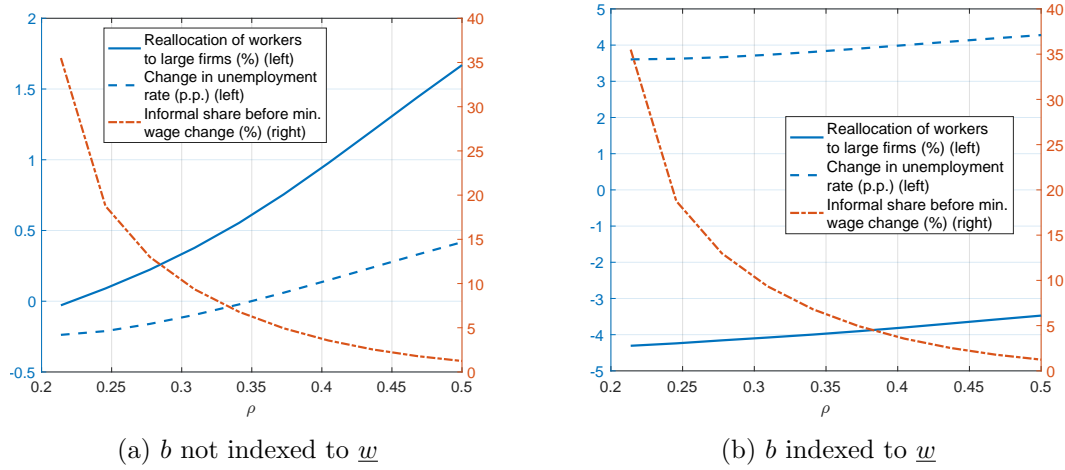 2
1.5
1
0.5
0
-0.5
40
35
30
25
20
15
10
5
0
Reallocation of workers
to large firms (%) (left)
Change in unemployment
rate (p.p.) (left)
Informal share before min.
wage change (%) (right)
0.2 0.25 0.3 0.35 0.4 0.45 0.5
ρ
(a) b not indexed to w
5
4
3
2
1
0
-1
-2
-3
-4
-5
40
35
30
25
20
15
10
5
0
Reallocation of workers
to large firms (%) (left)
Change in unemployment
rate (p.p.) (left)
Informal share before min.
wage change (%) (right)
0.2 0.25 0.3 0.35 0.4 0.45 0.5
ρ
(b) b indexed to w